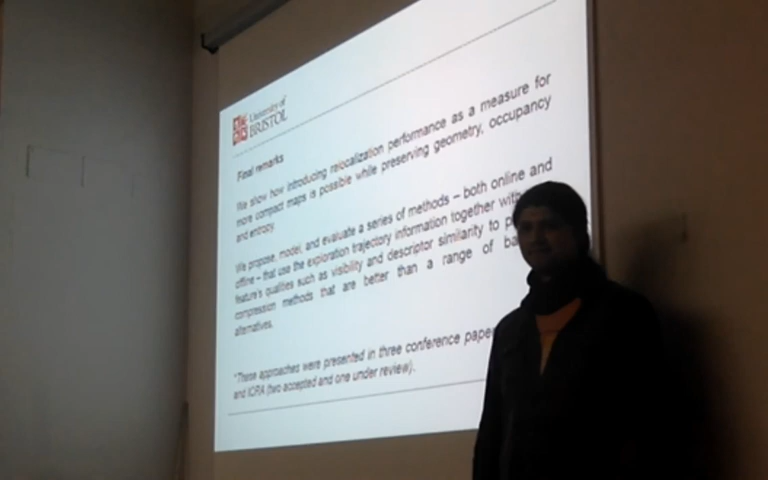 University of
BRISTOL
Final remarks
We show how introducing relocalization performance as a measure for
more compact maps is possible while preserving geometry, occupancy
and entropy.
We propose, model, and evaluate a series of methods – both online and
offline – that use the exploration trajectory information together with
feature's qualities such as visibility and descriptor similarity to
compression methods that are better than a range of
alternatives.
*These approaches were presented in three conference
and ICRA (two accepted and one under review).